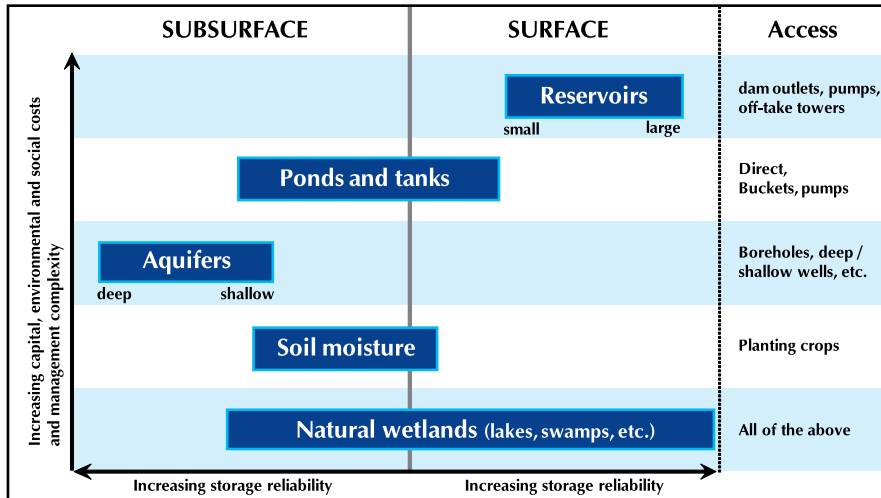 SUBSURFACE
SURFACE
Access
Increasing capital, environmental and social costs
and management complexity
Reservoirs
small
large
dam outlets, pumps,
off-take towers
Ponds and tanks
Direct,
Buckets, pumps
Aquifers
deep
shallow
Boreholes, deep /
shallow wells, etc.
Soil moisture
Planting crops
Natural wetlands (lakes, swamps, etc.)
All of the above
Increasing storage reliability
Increasing storage reliability